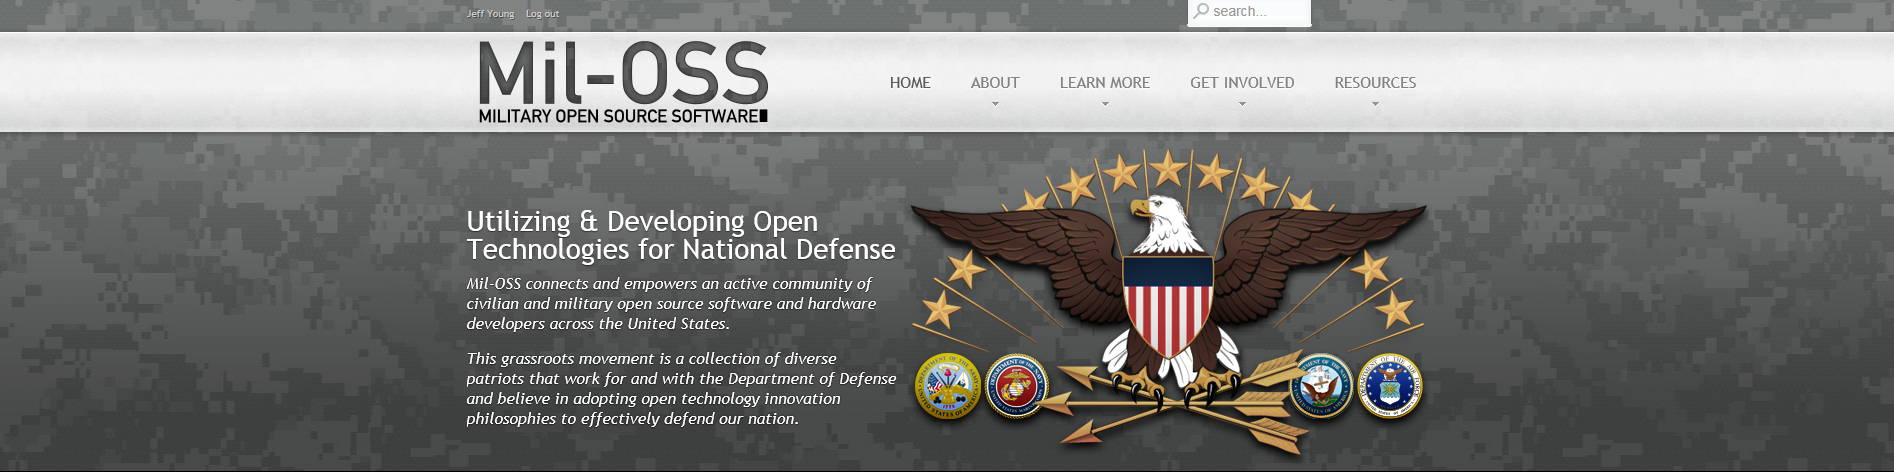 Jeff Young Log out
search...
Mil-OSS
MILITARY OPEN SOURCE SOFTWARE
HOME ABOUT LEARN MORE GET INVOLVED RESOURCES
Utilizing & Developing Open
Technologies for National Defense
Mil-OSS connects and empowers an active community of
civilian and military open source software and hardware
developers across the United States.
This grassroots movement is a collection of diverse
patriots that work for and with the Department of Defense
and believe in adopting open technology innovation
philosophies to effectively defend our nation.